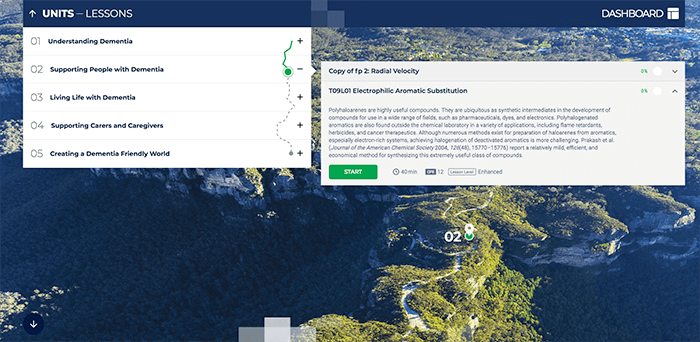 UNITS – LESSONS
DASHBOARD
01 Understanding Dementia +
02 Supporting People with Dementia –
03 Living Life with Dementia +
04 Supporting Carers and Caregivers +
05 Creating a Dementia Friendly World +
Copy of fp 2: Radial Velocity 0%
T09L01 Electrophilic Aromatic Substitution 0%
Polyhaloarenes are highly useful compounds. They are ubiquitous as synthetic intermediates in the development of
compounds for use in a wide range of fields, such as pharmaceuticals, dyes, and electronics. Polyhalogenated
aromatics are also found outside the chemical laboratory in a variety of applications, including flame retardants,
herbicides, and cancer therapeutics. Although numerous methods exist for preparation of haloarenes from aromatics,
especially electron-rich systems, achieving halogenation of deactivated aromatics is more challenging. Prakash et al.
(Journal of the American Chemical Society 2004, 126(48), 15770–15776) report a relatively mild, efficient, and
economical method for synthesizing this extremely useful class of compounds.
START 40 min CPE 12 Lesson Level Enhanced
02